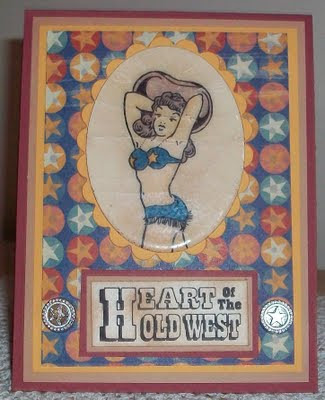 HEART Of The
OLD WEST